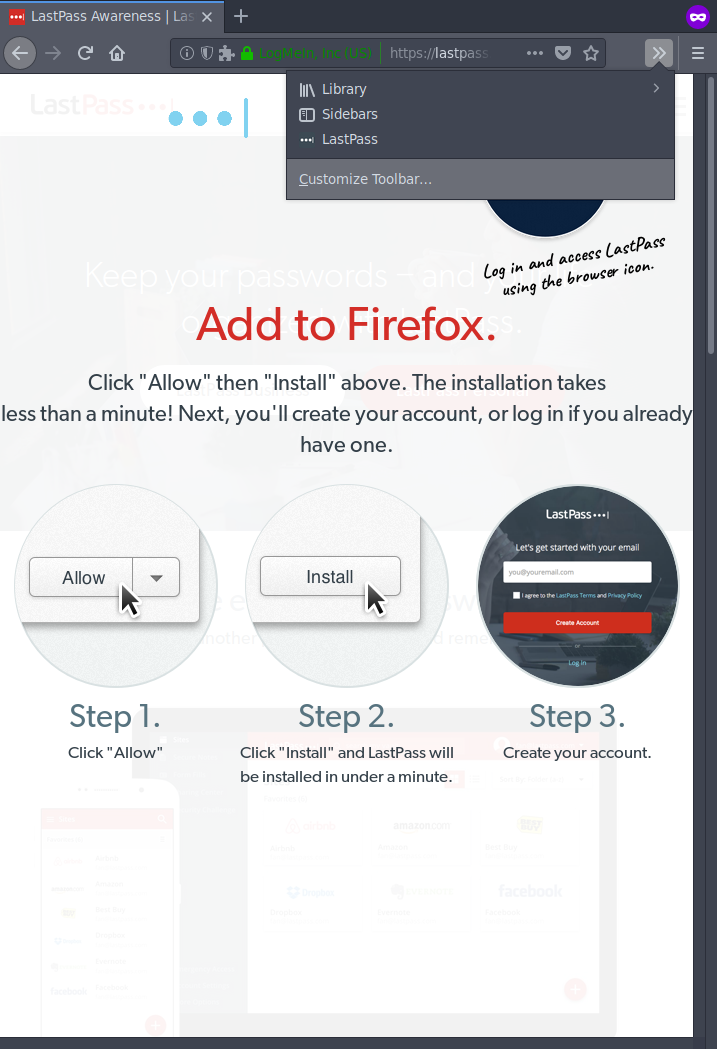 LastPass Awareness | Las
LogMeIn, Inc (US)
https://lastpass
Library
Sidebars
LastPass
Customize Toolbar...
LastPass
Log in and access LastPass
using the browser icon.
Keep your passwords – and
Add to Firefox.
Click "Allow" then "Install" above. The installation takes
less than a minute! Next, you'll create your account, or log in if you already
have one.
Allow
Install
LastPass
Let's get started with your email
you@youremail.com
I agree to the LastPass Terms and Privacy Policy
Create Account
or
Log in
Step 1.
Step 2.
Step 3.
Click "Allow"
Click "Install" and LastPass will
be installed in under a minute.
Create your account.
airbnb
amazon.com
Dropbox
facebook